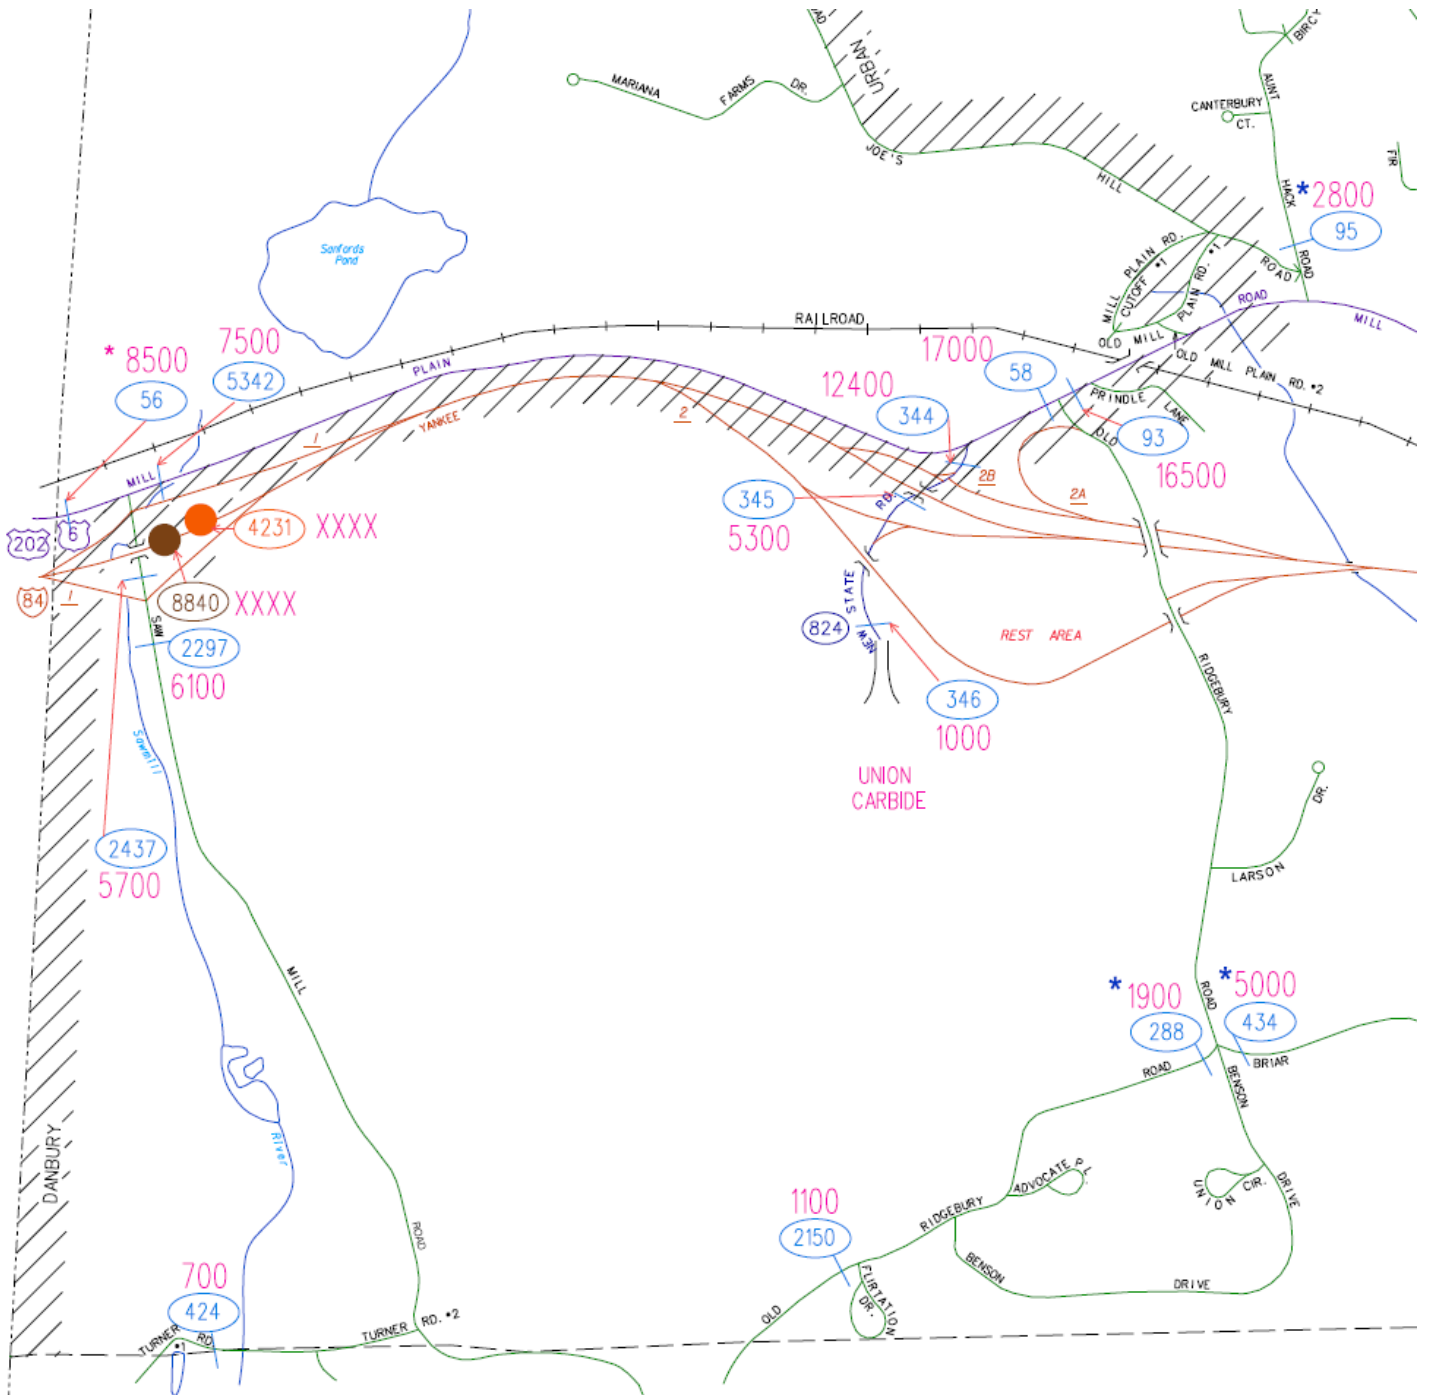 AD
URBAN
MARIANA
FARMS
DR.
JOE'S
HILL
ROAD
BIRCH
AUNT
HACK
ROAD
CANTERBURY
CT.
FIR
*2800
95
Sanfords
Pond
MILL PLAIN RD.
CUTOFF *1
PLAIN RD. *1
OLD MILL
ROAD
MILL
RAILROAD
OLD MILL PLAIN RD. *2
* 8500
56
7500
5342
PLAIN
MILL
YANKEE
1
2
17000
58
12400
344
PRINDLE
LANE
OLD
93
16500
2B
2A
345
5300
RD.
STATE
NEW
824
REST AREA
346
1000
UNION
CARBIDE
202
6
84
1
4231 XXXX
8840 XXXX
SAW
2297
6100
Sawmill
2437
5700
MILL
ROAD
River
DANBURY
RIDGEBURY
DR.
LARSON
ROAD
*1900
288
*5000
434
BRIAR
ROAD
BENSON
DRIVE
ADVOCATE PL.
UNION CIR.
RIDGEBURY
BENSON
DRIVE
1100
2150
FLIRTATION
DR.
OLD
700
424
TURNER RD.
*1
TURNER RD. *2